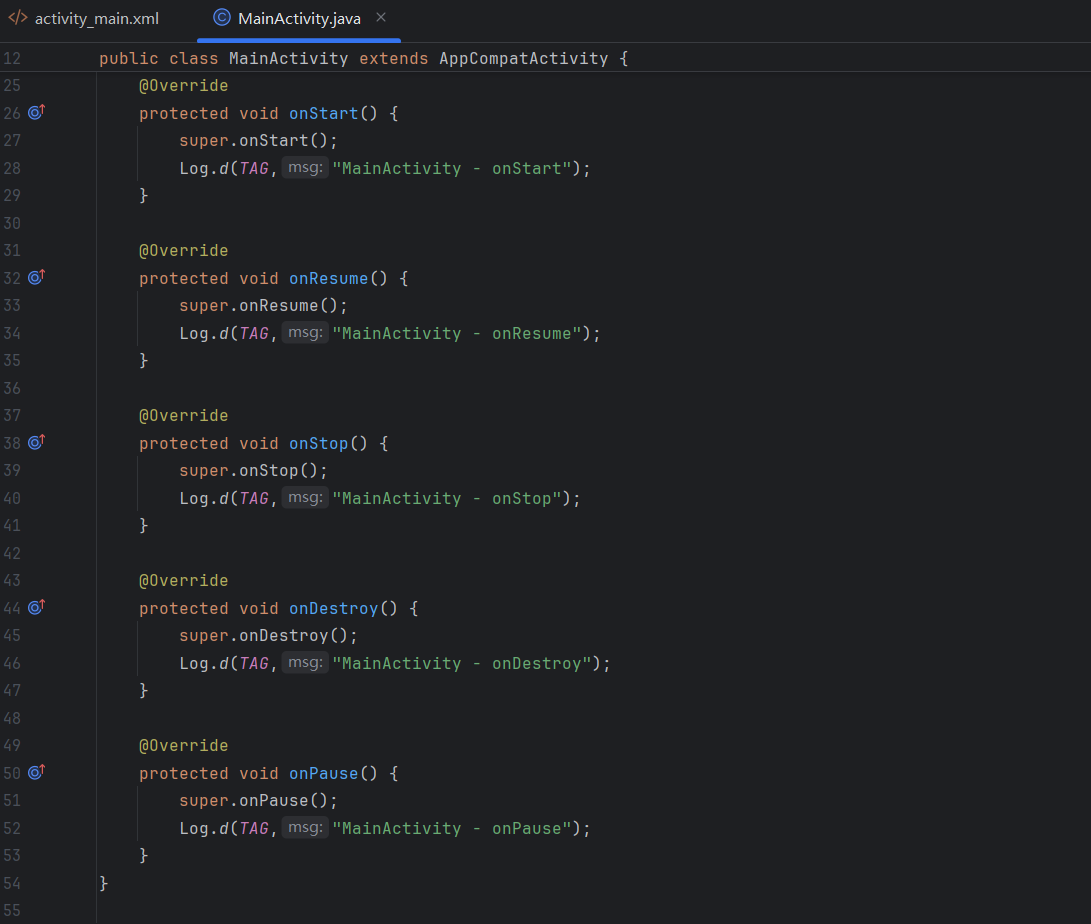 activity_main.xml MainActivity.java
12 public class MainActivity extends AppCompatActivity {
25 @Override
26 protected void onStart() {
27 super.onStart();
28 Log.d(TAG, msg: "MainActivity - onStart");
29 }
30
31 @Override
32 protected void onResume() {
33 super.onResume();
34 Log.d(TAG, msg: "MainActivity - onResume");
35 }
36
37 @Override
38 protected void onStop() {
39 super.onStop();
40 Log.d(TAG, msg: "MainActivity - onStop");
41 }
42
43 @Override
44 protected void onDestroy() {
45 super.onDestroy();
46 Log.d(TAG, msg: "MainActivity - onDestroy");
47 }
48
49 @Override
50 protected void onPause() {
51 super.onPause();
52 Log.d(TAG, msg: "MainActivity - onPause");
53 }
54 }
55